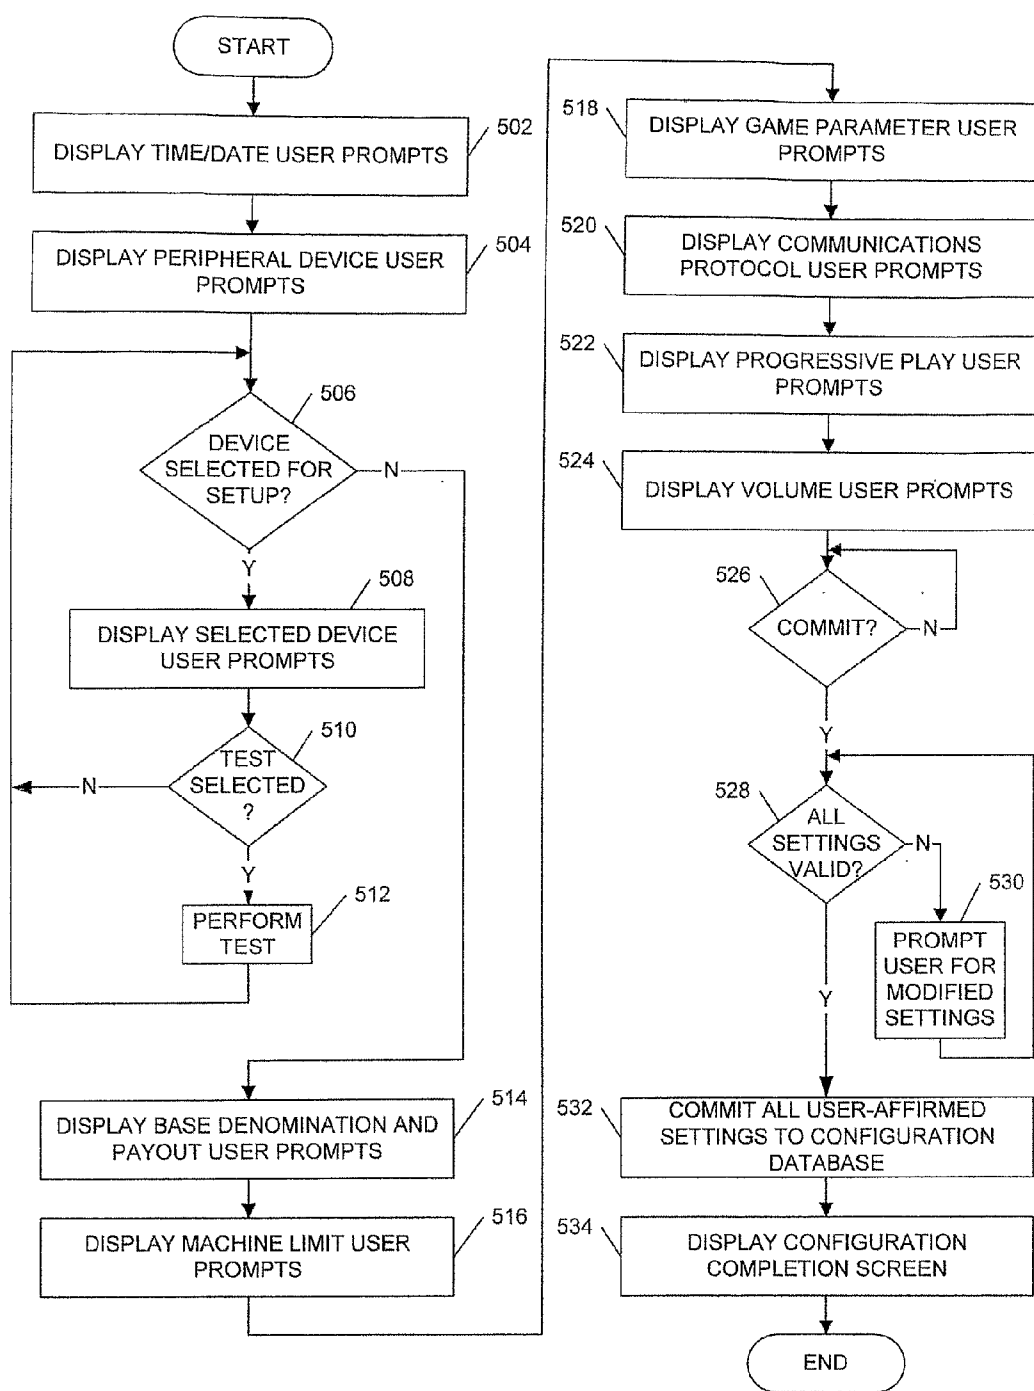 START
502
DISPLAY TIME/DATE USER PROMPTS
504
DISPLAY PERIPHERAL DEVICE USER
PROMPTS
506
DEVICE
SELECTED FOR
SETUP?
N
Y
508
DISPLAY SELECTED DEVICE
USER PROMPTS
510
TEST
SELECTED
?
N
Y
512
PERFORM
TEST
514
DISPLAY BASE DENOMINATION AND
PAYOUT USER PROMPTS
516
DISPLAY MACHINE LIMIT USER
PROMPTS
518
DISPLAY GAME PARAMETER USER
PROMPTS
520
DISPLAY COMMUNICATIONS
PROTOCOL USER PROMPTS
522
DISPLAY PROGRESSIVE PLAY USER
PROMPTS
524
DISPLAY VOLUME USER PROMPTS
526
COMMIT?
N
Y
528
ALL
SETTINGS
VALID?
N
530
PROMPT
USER FOR
MODIFIED
SETTINGS
Y
532
COMMIT ALL USER-AFFIRMED
SETTINGS TO CONFIGURATION
DATABASE
534
DISPLAY CONFIGURATION
COMPLETION SCREEN
END